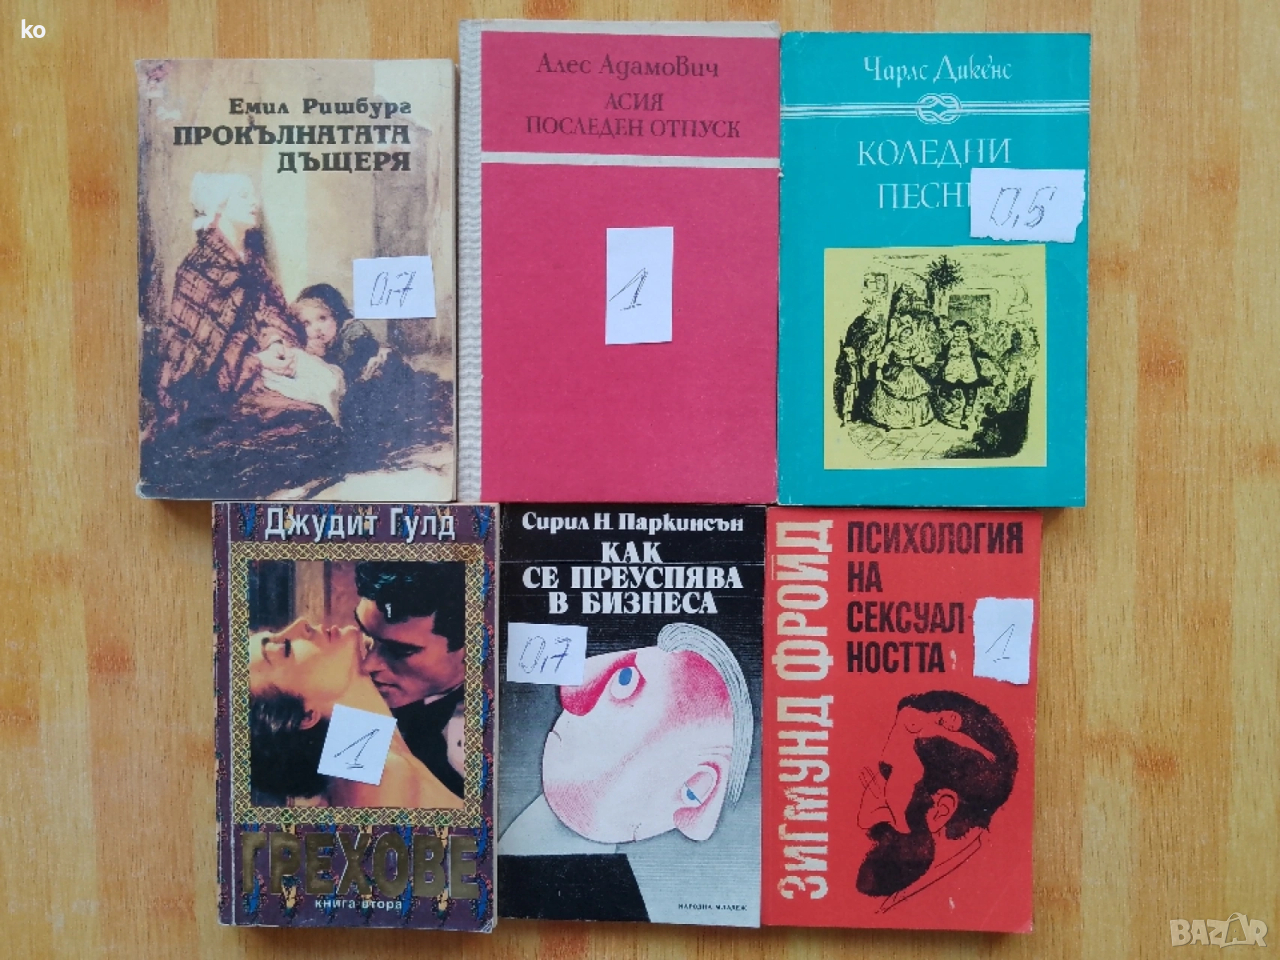 ko
Емил Ришбург
ПРОКЪЛНАТАТА
ДЪЩЕРЯ
0,7
Алес Адамович
АСИЯ
ПОСЛЕДЕН ОТПУСК
1
Чарлс Дикенс
КОЛЕДНИ
ПЕСН
0,5
Джудит Гулд
1
ГРЕХОВЕ
книга втора
Сирил Н. Паркинсън
КАК
СЕ ПРЕУСПЯВА
В БИЗНЕСА
0,7
НАРОДНА МЛАДЕЖ
ЗИГМУНД ФРОЙД
ПСИХОЛОГИЯ
НА
СЕКСУАЛ-
НОСТТА
1
BAZAR